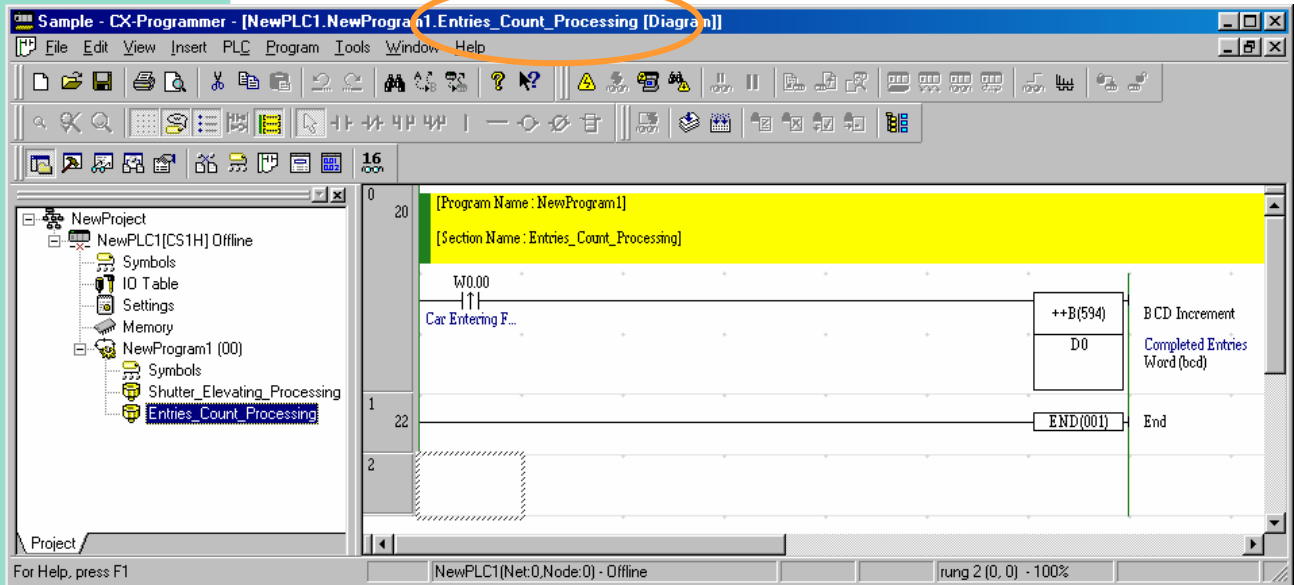 Sample - CX-Programmer - [NewPLC1.NewProgram1.Entries_Count_Processing [Diagram]]
File Edit View Insert PLC Program Tools Window Help
16
NewProject
NewPLC1[CS1H] Offline
Symbols
IO Table
Settings
Memory
NewProgram1 (00)
Symbols
Shutter_Elevating_Processing
Entries_Count_Processing
Project
0
20
[Program Name : NewProgram1]
[Section Name : Entries_Count_Processing]
W0.00
Car Entering F...
++B(594)
BCD Increment
D0
Completed Entries
Word (bcd)
1
22
END(001)
End
2
For Help, press F1
NewPLC1(Net:0,Node:0) - Offline
rung 2 (0, 0) - 100%